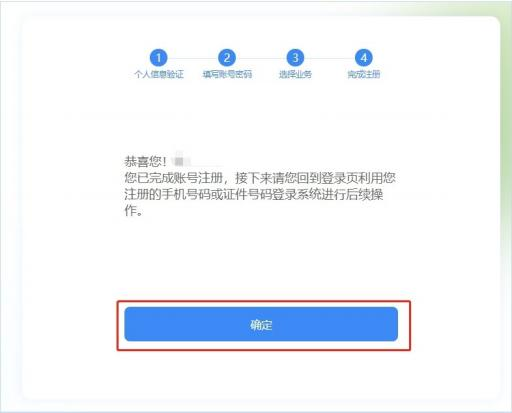 1 2 3 4
个人信息验证 填写账号密码 选择业务 完成注册
恭喜您!
您已完成账号注册，接下来请您回到登录页利用您
注册的手机号码或证件号码登录系统进行后续操
作。
确定